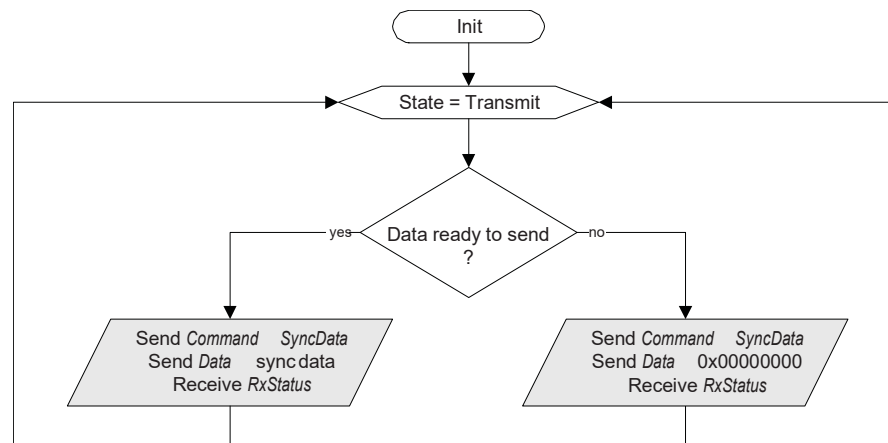 Init
State = Transmit
Data ready to send
?
yes
no
Send Command SyncData
Send Data sync data
Receive RxStatus
Send Command SyncData
Send Data 0x00000000
Receive RxStatus